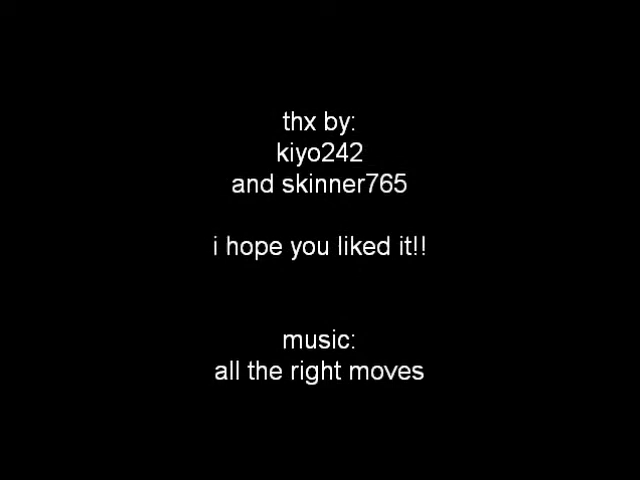 thx by:
kiyo242
and skinner765
i hope you liked it!!
music:
all the right moves